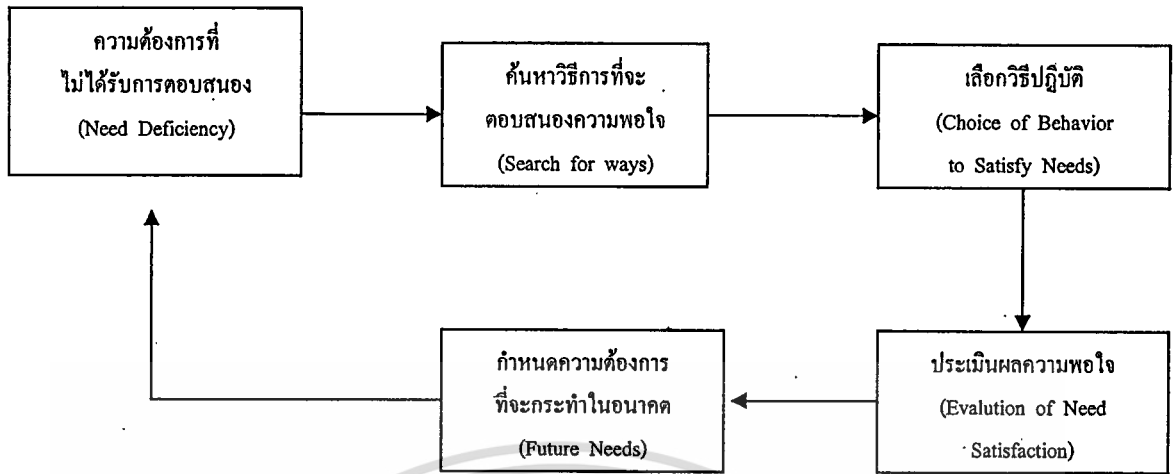 ความต้องการที่
ไม่ได้รับการตอบสนอง
(Need Deficiency)
ค้นหาวิธีการที่จะ
ตอบสนองความพอใจ
(Search for ways)
เลือกวิธีปฏิบัติ
(Choice of Behavior
to Satisfy Needs)
ประเมินผลความพอใจ
(Evalution of Need
Satisfaction)
กำหนดความต้องการ
ที่จะกระทำในอนาคต
(Future Needs)